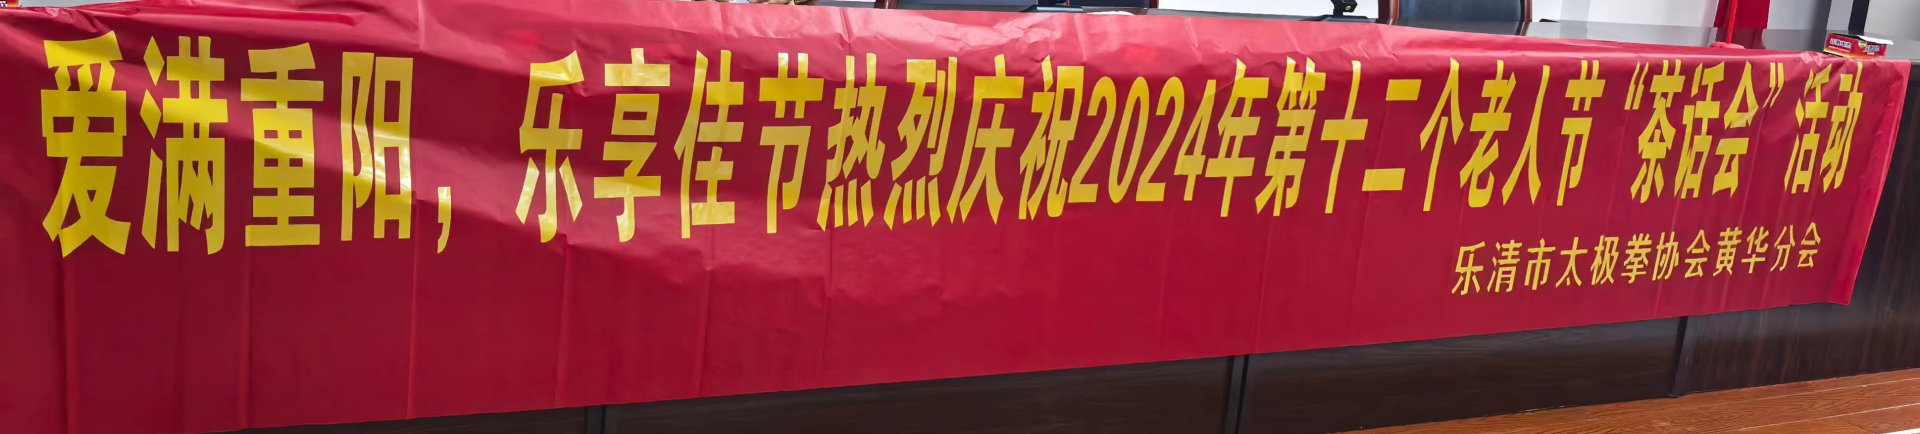 爱满重阳，乐享佳节热烈庆祝2024年第十二个老人节“茶话会”活动
乐清市太极拳协会黄华分会